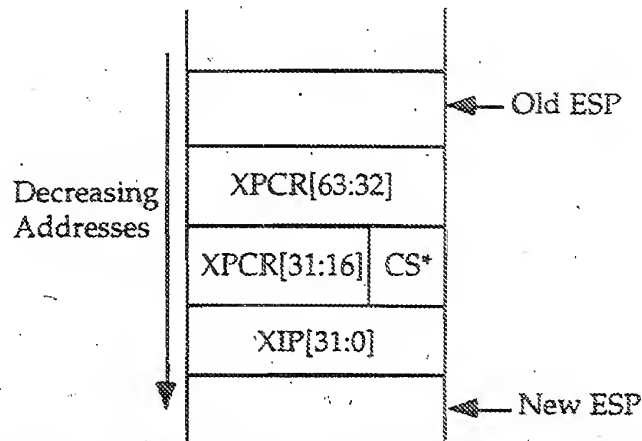 Old ESP
XPCR[63:32]
Decreasing
Addresses
XPCR[31:16]
CS*
XIP[31:0]
New ESP